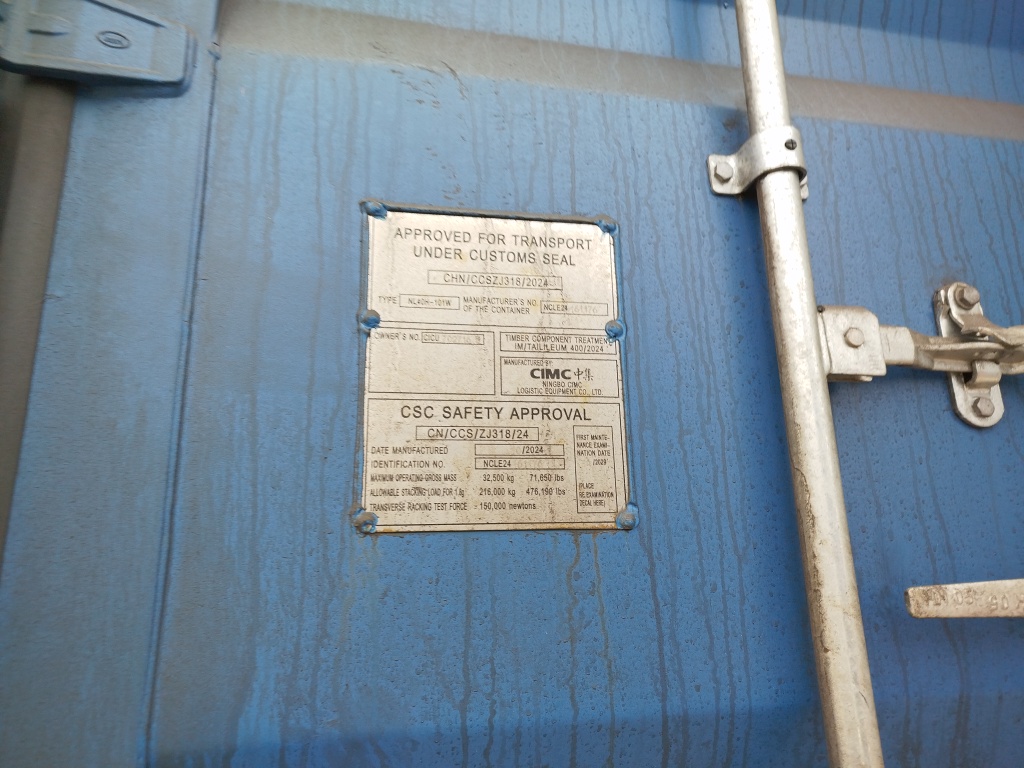 APPROVED FOR TRANSPORT
UNDER CUSTOMS SEAL
CHN/CCSZJ318/2024
TYPE NL40H-101W MANUFACTURER'S NO. OF THE CONTAINER NCLE24
OWNER'S NO. CICU
TIMBER COMPONENT TREATMENT
IM/TAILILEUM 400/2024
MANUFACTURED BY:
CIMC 中集
NINGBO CIMC
LOGISTIC EQUIPMENT CO., LTD.
CSC SAFETY APPROVAL
CN/CCS/ZJ318/24
DATE MANUFACTURED /2024
IDENTIFICATION NO. NCLE24
MAXIMUM OPERATING GROSS MASS 32,500 kg 71,650 lbs
ALLOWABLE STACKING LOAD FOR 1.8g 216,000 kg 476,190 lbs
TRANSVERSE RACKING TEST FORCE 150,000 newtons
FIRST MAINTE-
NANCE EXAMI-
NATION DATE
/2029
(PLACE
RE-EXAMINATION
DECAL HERE)